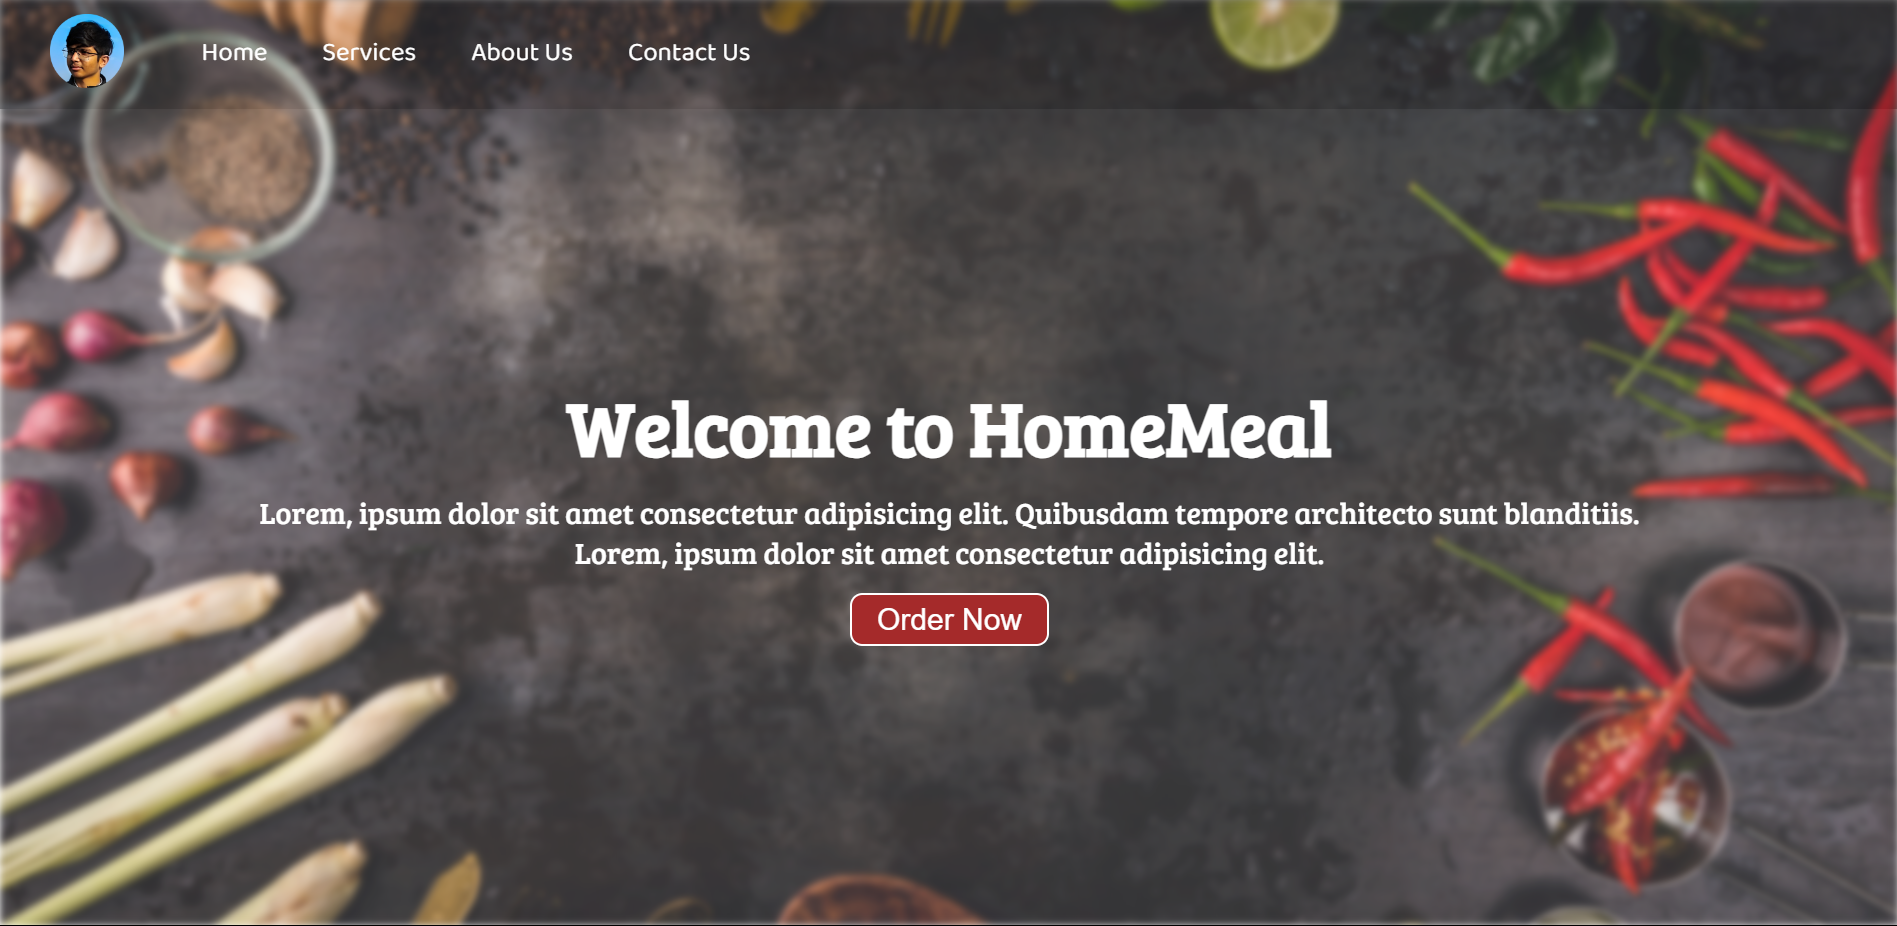 Home Services About Us Contact Us
Welcome to HomeMeal
Lorem, ipsum dolor sit amet consectetur adipisicing elit. Quibusdam tempore architecto sunt blanditiis.
Lorem, ipsum dolor sit amet consectetur adipisicing elit.
Order Now